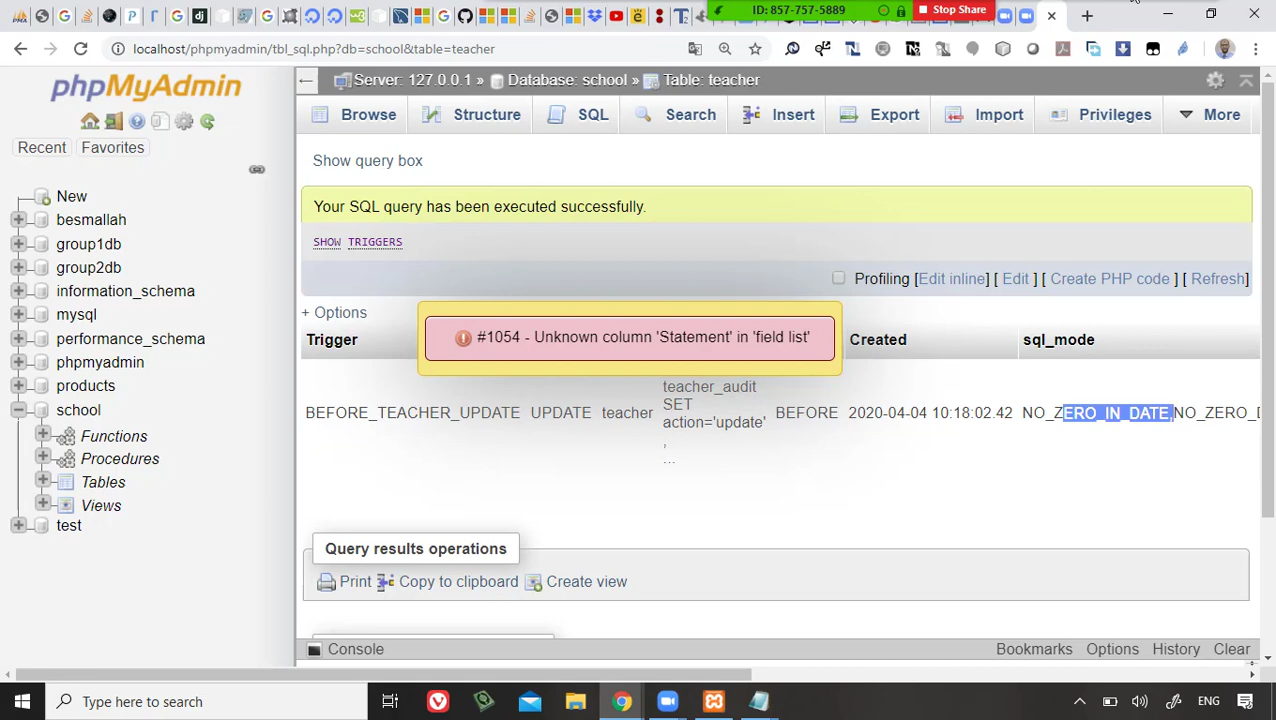 ID: 857-757-5889
Stop Share
localhost/phpmyadmin/tbl_sql.php?db=school&table=teacher
phpMyAdmin
Recent
Favorites
New
besmallah
group1db
group2db
information_schema
mysql
performance_schema
phpmyadmin
products
school
Functions
Procedures
Tables
Views
test
Server: 127.0.0.1 » Database: school » Table: teacher
Browse
Structure
SQL
Search
Insert
Export
Import
Privileges
More
Show query box
Your SQL query has been executed successfully.
SHOW TRIGGERS
Profiling [Edit inline] [ Edit ] [ Create PHP code ] [ Refresh]
+ Options
#1054 - Unknown column 'Statement' in 'field list'
Trigger
Created
sql_mode
BEFORE_TEACHER_UPDATE
UPDATE
teacher
teacher_audit
SET
action='update'
,
...
BEFORE
2020-04-04 10:18:02.42
NO_ZERO_IN_DATE,NO_ZERO_D
Query results operations
Print
Copy to clipboard
Create view
Console
Bookmarks
Options
History
Clear
Type here to search
ENG